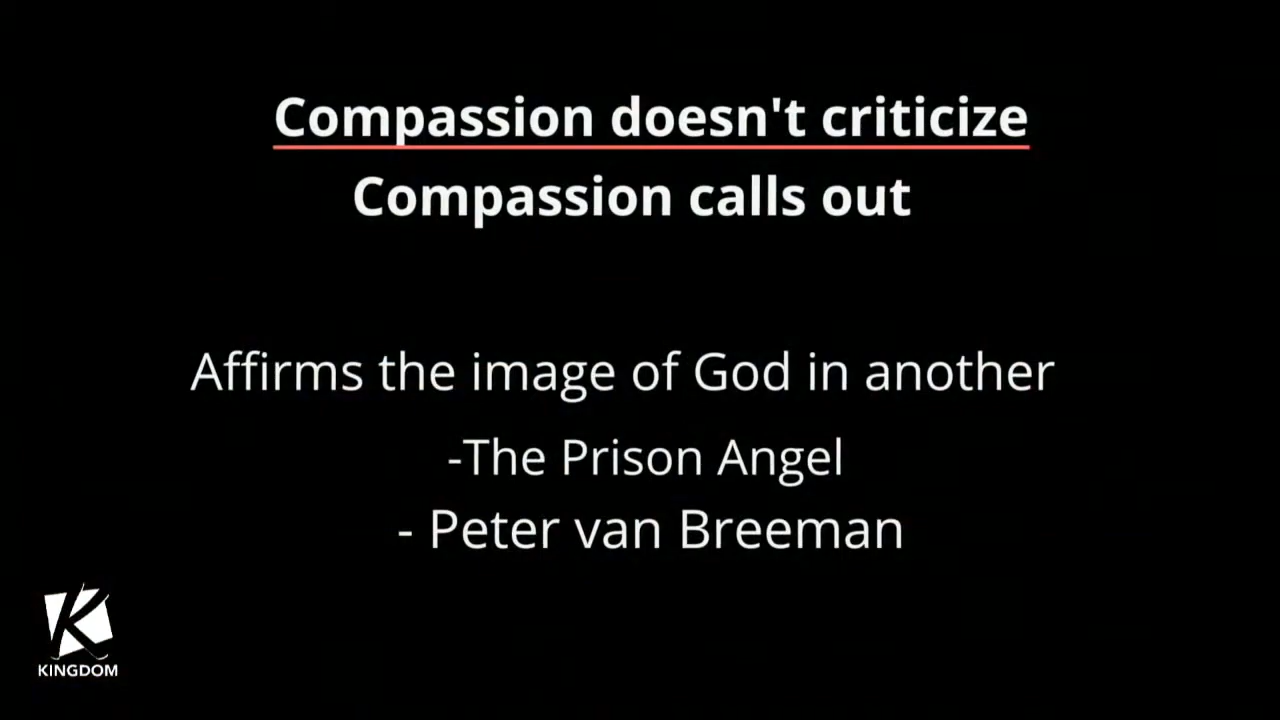 Compassion doesn't criticize
Compassion calls out
Affirms the image of God in another
-The Prison Angel
- Peter van Breeman
K
KINGDOM